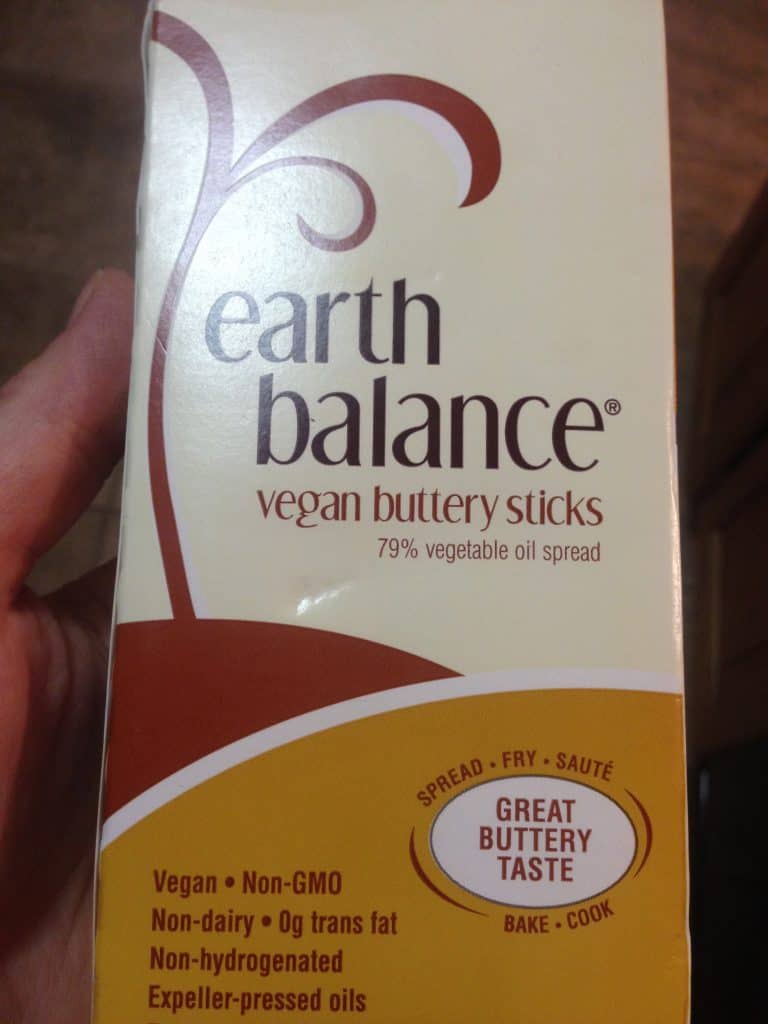 earth
balance®
vegan buttery sticks
79% vegetable oil spread
SPREAD • FRY • SAUTÉ
GREAT
BUTTERY
TASTE
BAKE • COOK
Vegan • Non-GMO
Non-dairy • 0g trans fat
Non-hydrogenated
Expeller-pressed oils